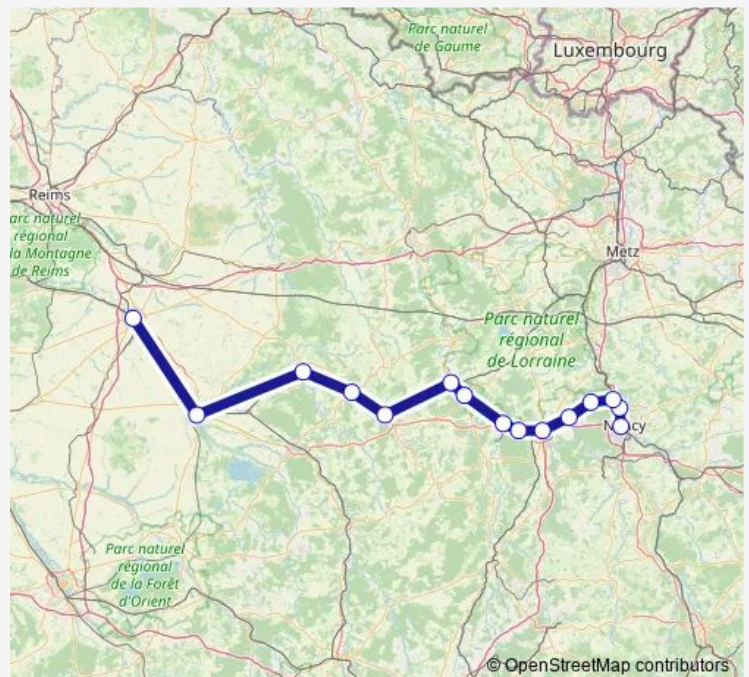 Parc naturel
de Gaume
Luxembourg
Reims
arc naturel
régional
la Montagne
de Reims
Metz
Parc naturel
régional
de Lorraine
Parc naturel
régional
de la Forêt
d'Orient
© OpenStreetMap contributors